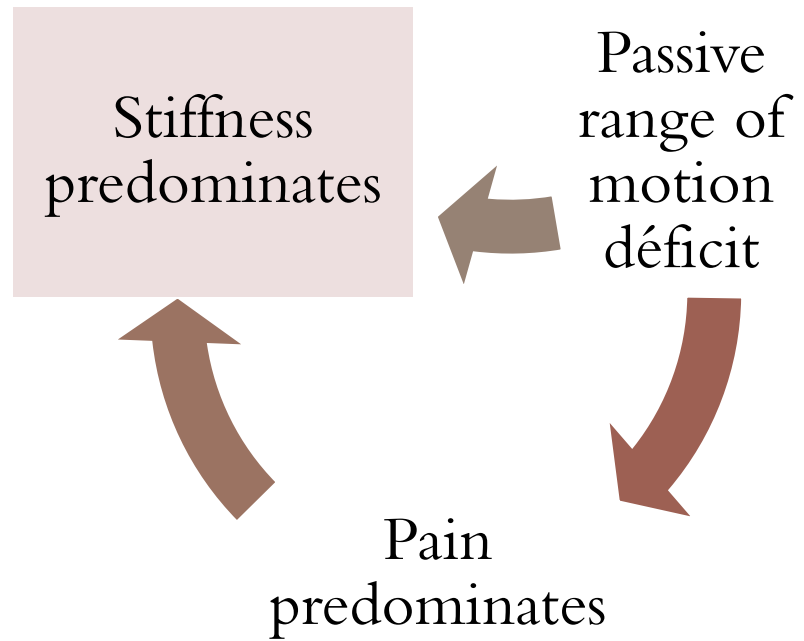 Stiffness
predominates
Passive
range of
motion
déficit
Pain
predominates